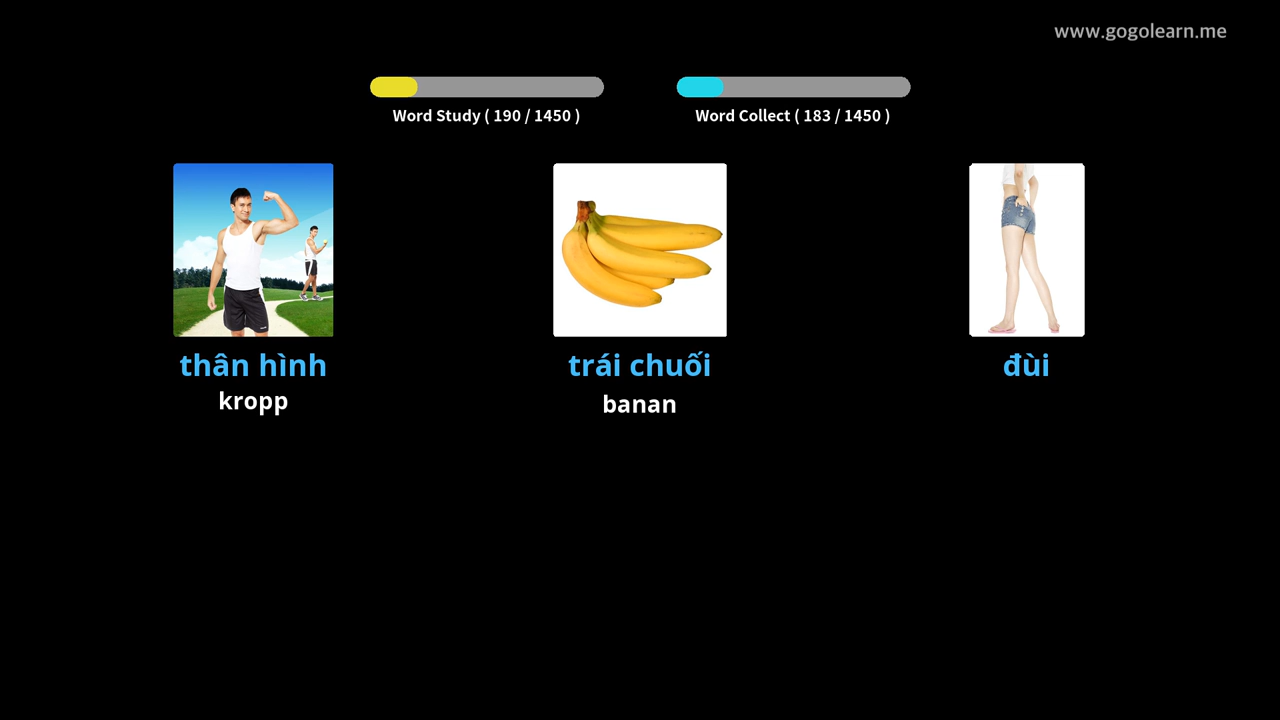 www.gogolearn.me
Word Study ( 190 / 1450 )
Word Collect ( 183 / 1450 )
thân hình
kropp
trái chuối
banan
đùi